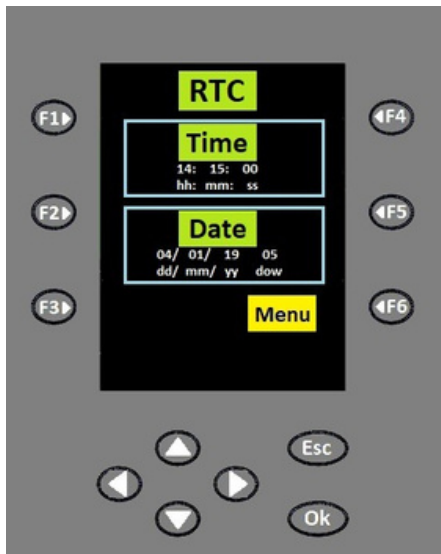 RTC
F1
F4
Time
14: 15: 00
hh: mm: ss
F2
F5
Date
04/ 01/ 19 05
dd/ mm/ yy dow
F3
Menu
F6
Esc
Ok